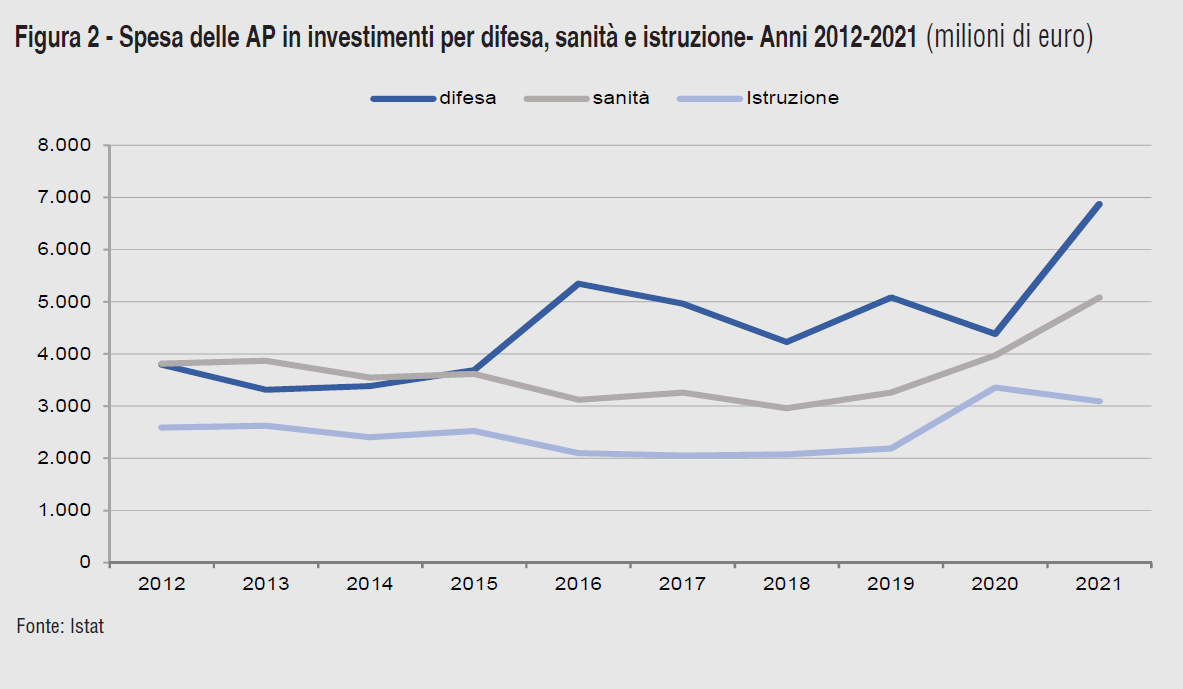 Figura 2 - Spesa delle AP in investimenti per difesa, sanità e istruzione- Anni 2012-2021 (milioni di euro)
difesa sanità Istruzione
8.000
7.000
6.000
5.000
4.000
3.000
2.000
1.000
0
2012 2013 2014 2015 2016 2017 2018 2019 2020 2021
Fonte: Istat